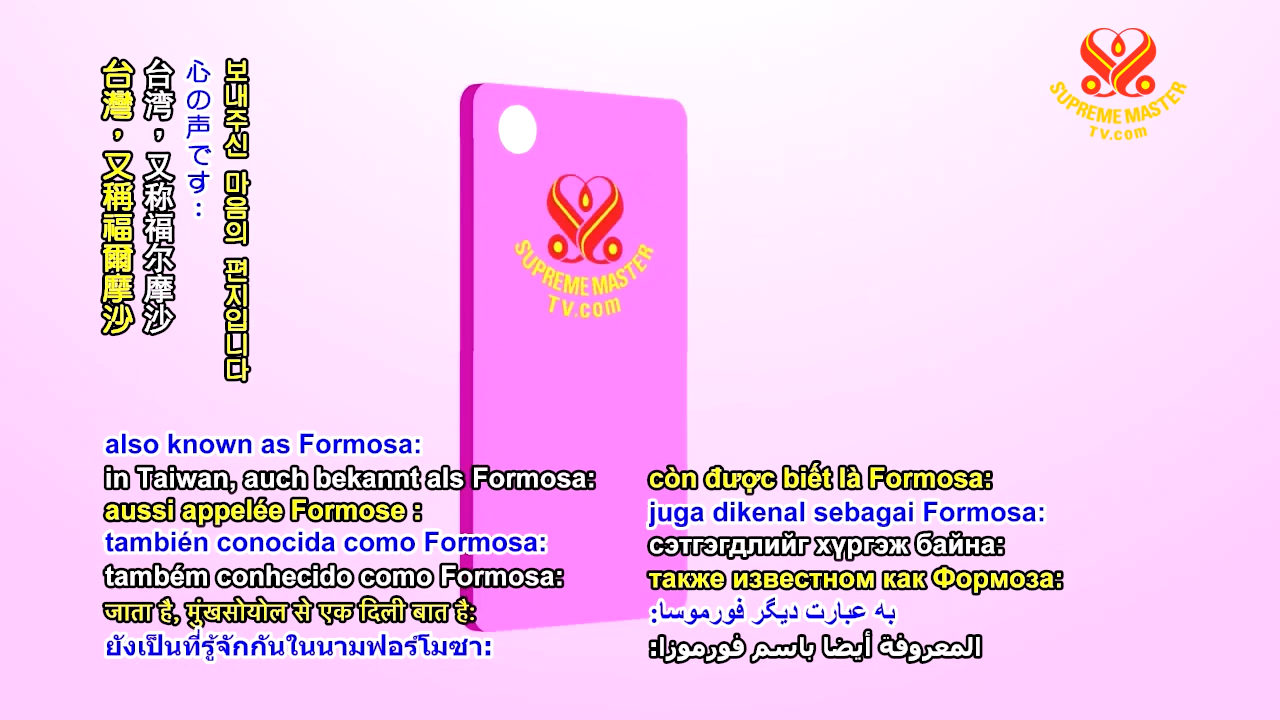 보내주신 마음의 편지입니다
心の声です：
台湾，又称福尔摩沙
台灣，又稱福爾摩沙
SUPREME MASTER
TV.com
SUPREME MASTER
TV.com
also known as Formosa:
in Taiwan, auch bekannt als Formosa:
aussi appelée Formose :
también conocida como Formosa:
também conhecido como Formosa:
जाता है, मुंखसोयोल से एक दिली बात है:
ยังเป็นที่รู้จักกันในนามฟอร์โมซา:
còn được biết là Formosa:
juga dikenal sebagai Formosa:
сэтгэгдлийг хүргэж байна:
также известном как Формоза:
به عبارت دیگر فورموسا:
المعروفة أيضا باسم فورموزا: